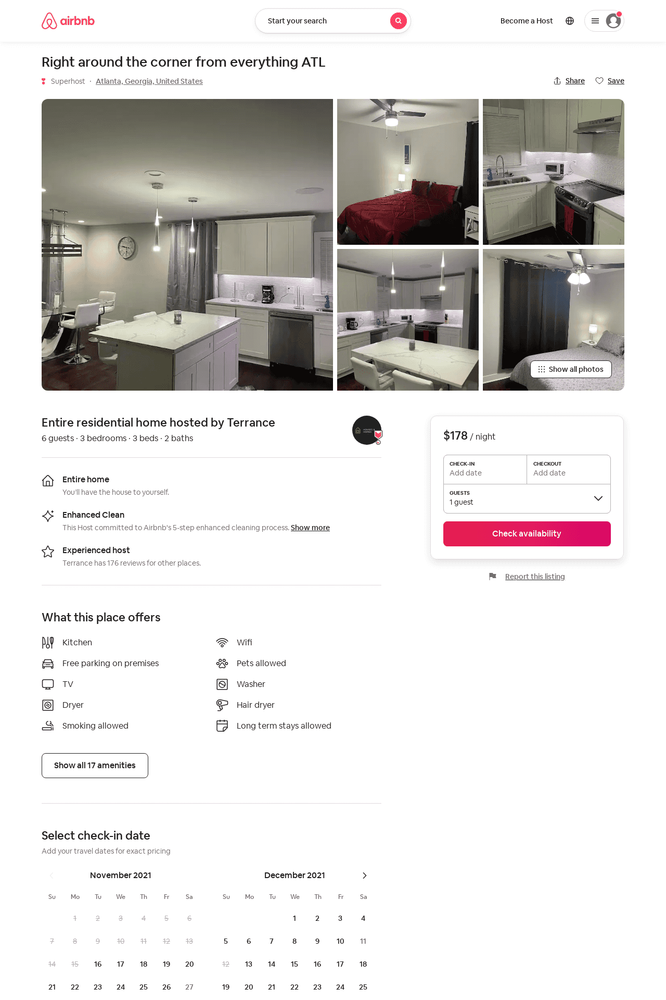 airbnb
Start your search
Become a Host
Right around the corner from everything ATL
Superhost · Atlanta, Georgia, United States
Share
Save
Show all photos
Entire residential home hosted by Terrance
6 guests · 3 bedrooms · 3 beds · 2 baths
HOUSES & HOMIES
Entire home
You'll have the house to yourself.
Enhanced Clean
This Host committed to Airbnb's 5-step enhanced cleaning process. Show more
Experienced host
Terrance has 176 reviews for other places.
$178 / night
CHECK-IN
Add date
CHECKOUT
Add date
GUESTS
1 guest
Check availability
Report this listing
What this place offers
Kitchen
Wifi
Free parking on premises
Pets allowed
TV
Washer
Dryer
Hair dryer
Smoking allowed
Long term stays allowed
Show all 17 amenities
Select check-in date
Add your travel dates for exact pricing
November 2021
Su Mo Tu We Th Fr Sa
1 2 3 4 5 6
7 8 9 10 11 12 13
14 15 16 17 18 19 20
21 22 23 24 25 26 27
December 2021
Su Mo Tu We Th Fr Sa
1 2 3 4
5 6 7 8 9 10 11
12 13 14 15 16 17 18
19 20 21 22 23 24 25